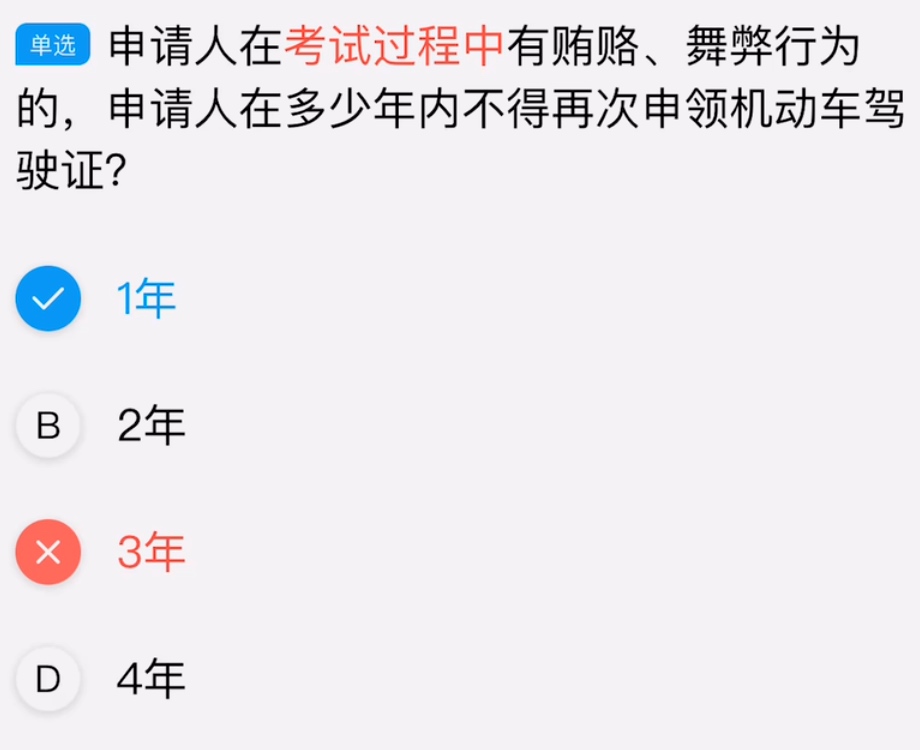 单选 申请人在考试过程中有贿赂、舞弊行为
的，申请人在多少年内不得再次申领机动车驾
驶证？
1年
B 2年
3年
D 4年